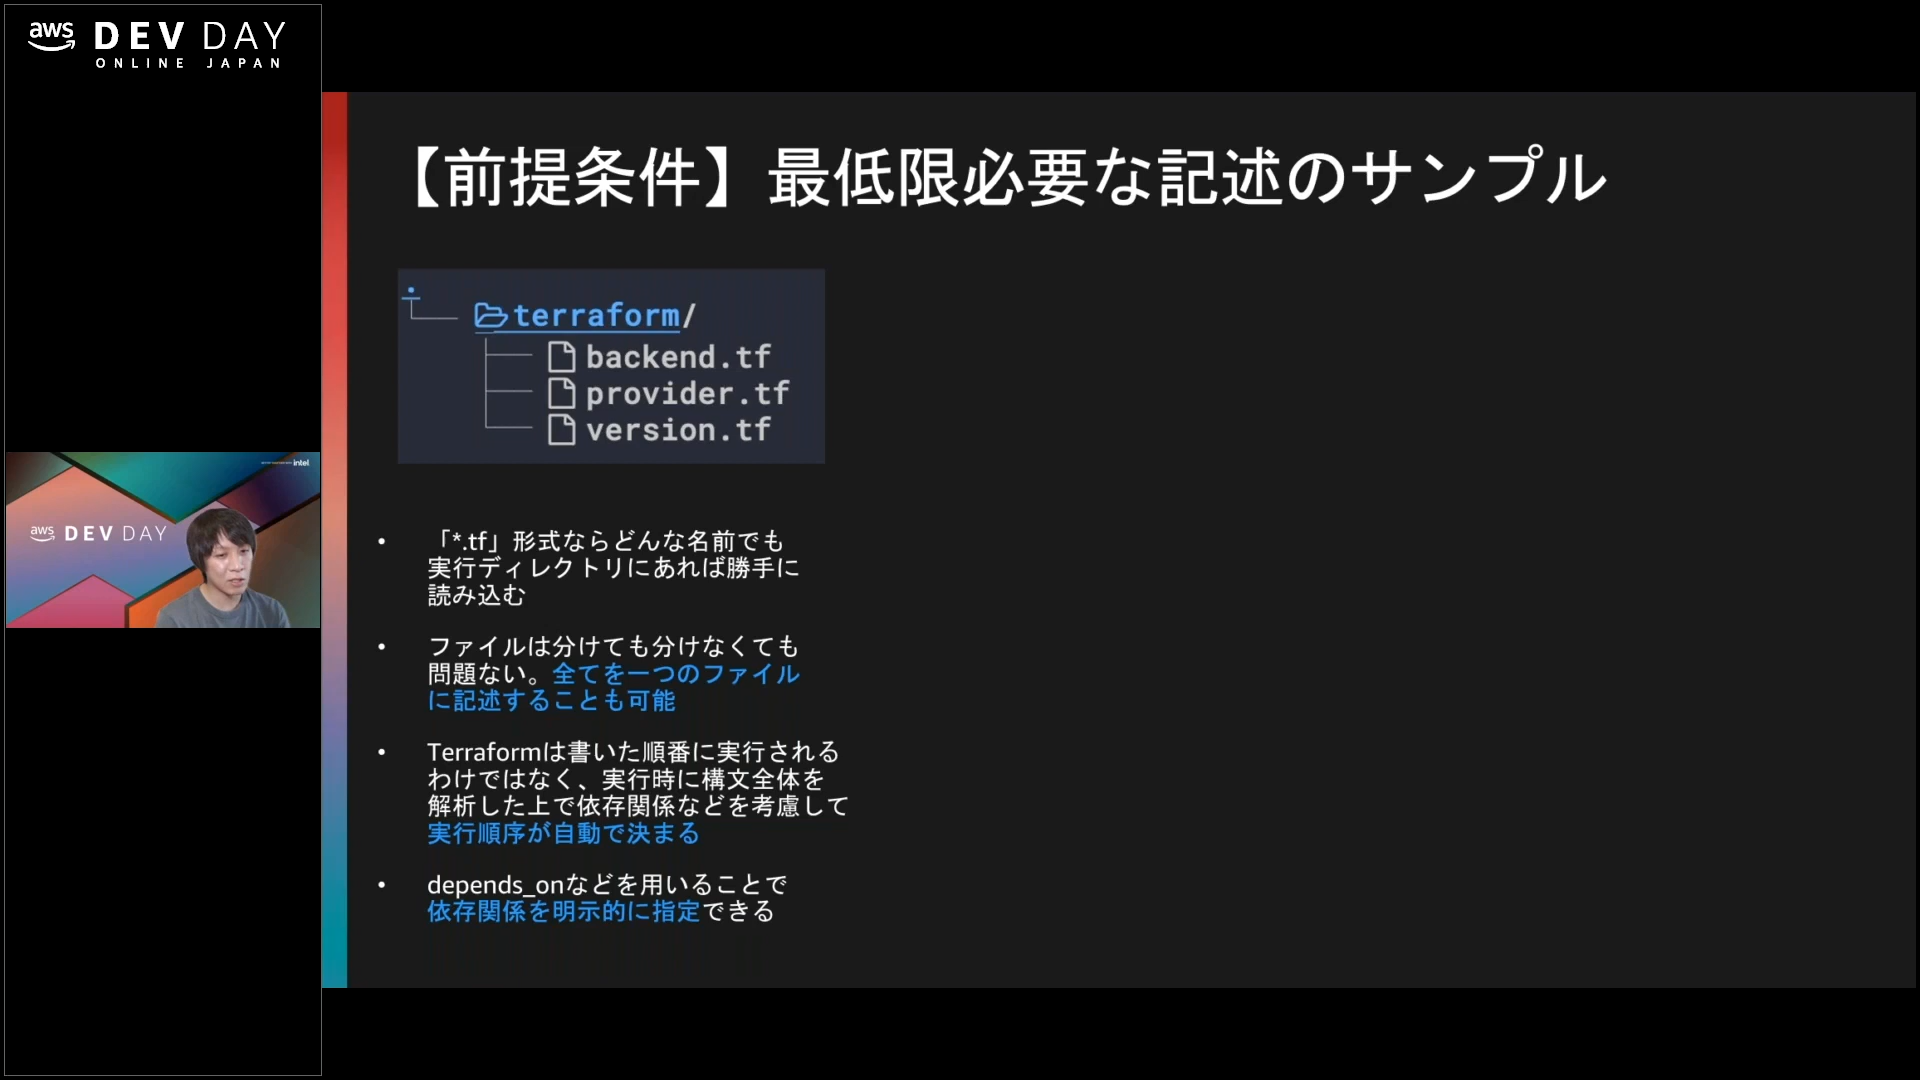 aws DEV DAY
ONLINE JAPAN
【前提条件】最低限必要な記述のサンプル
.
terraform/
backend.tf
provider.tf
version.tf
intel
aws DEV DAY
• 「*.tf」形式ならどんな名前でも
実行ディレクトリにあれば勝手に
読み込む
• ファイルは分けても分けなくても
問題ない。全てを一つのファイル
に記述することも可能
• Terraformは書いた順番に実行される
わけではなく、実行時に構文全体を
解析した上で依存関係などを考慮して
実行順序が自動で決まる
• depends_onなどを用いることで
依存関係を明示的に指定できる